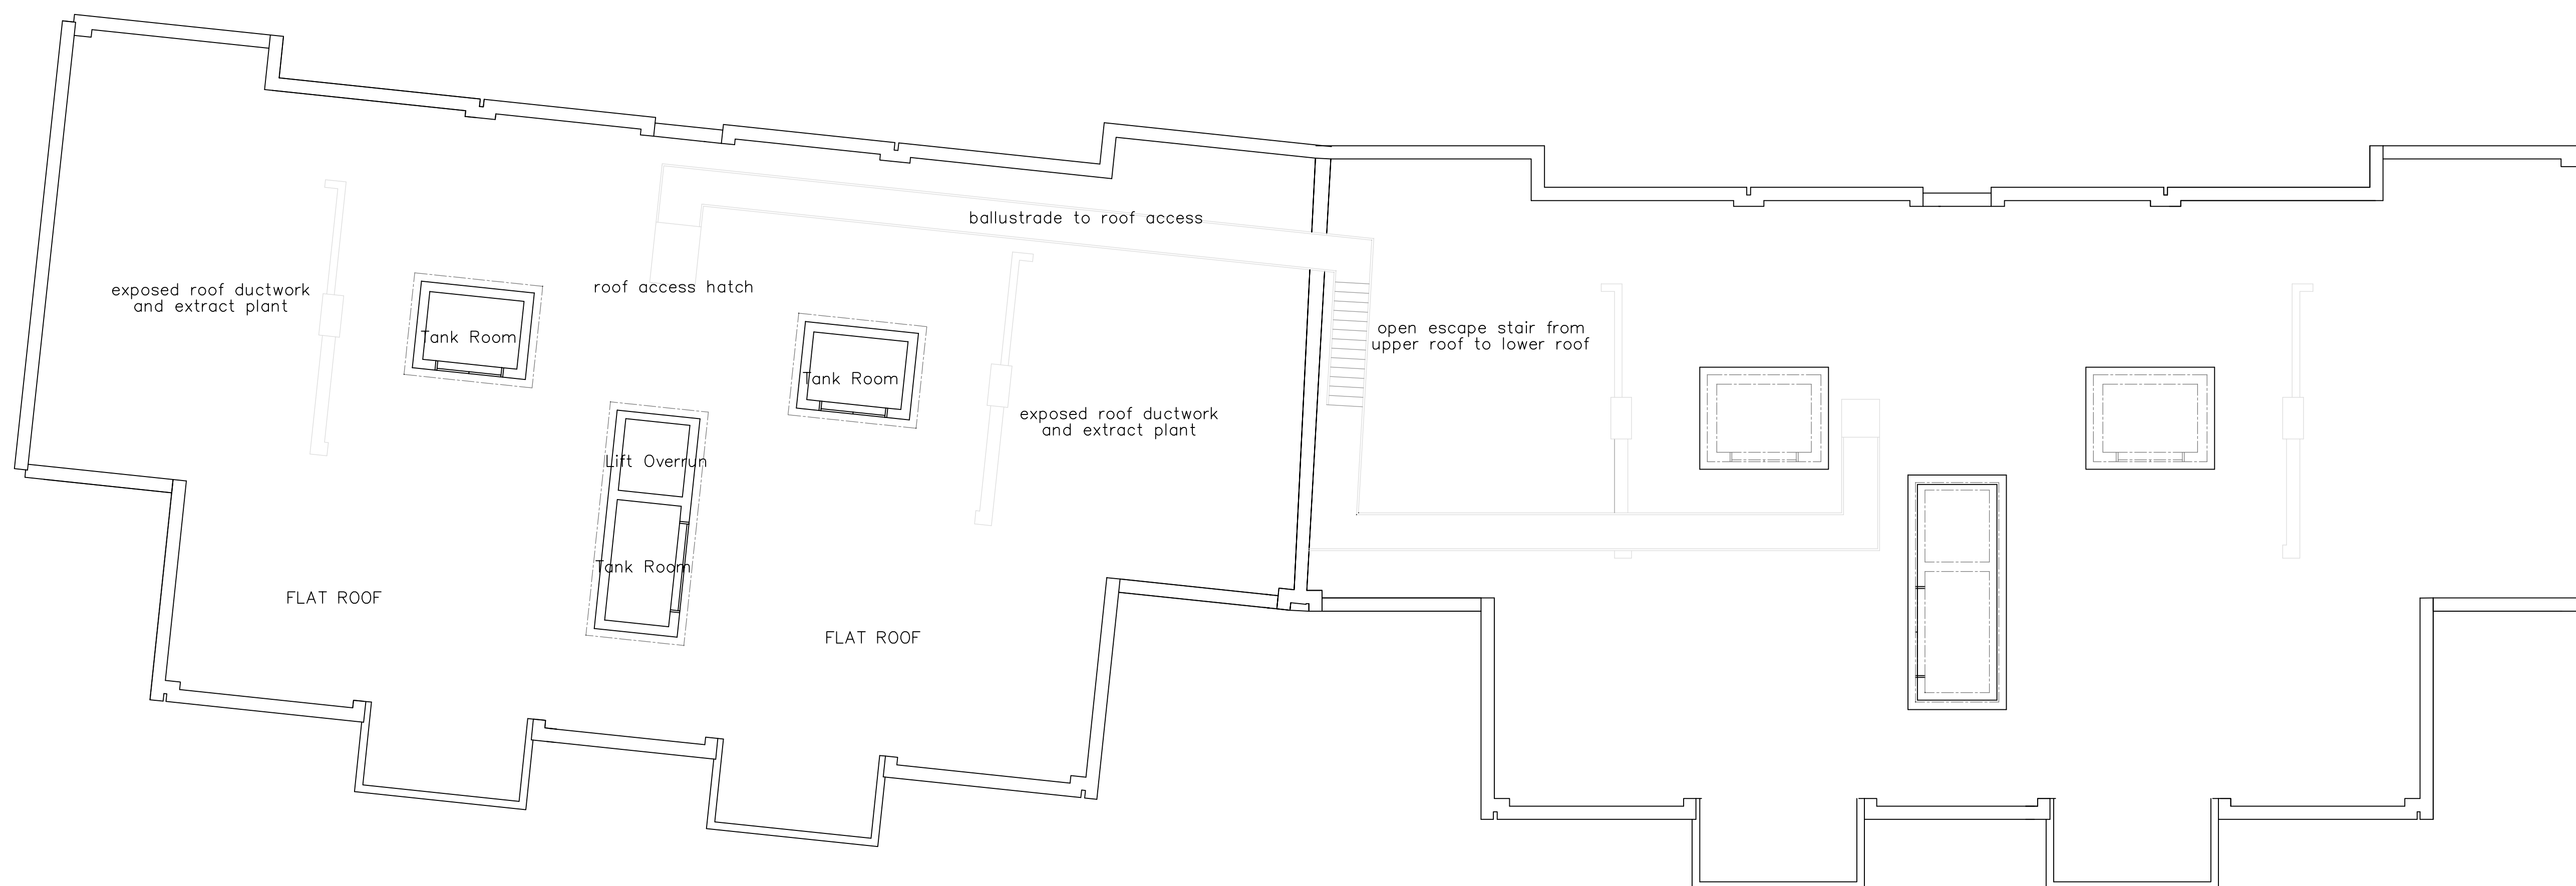 ballustrade to roof access
exposed roof ductwork
and extract plant
roof access hatch
Tank Room
open escape stair from
upper roof to lower roof
Tank Room
exposed roof ductwork
and extract plant
Lift Overrun
Tank Room
FLAT ROOF
FLAT ROOF